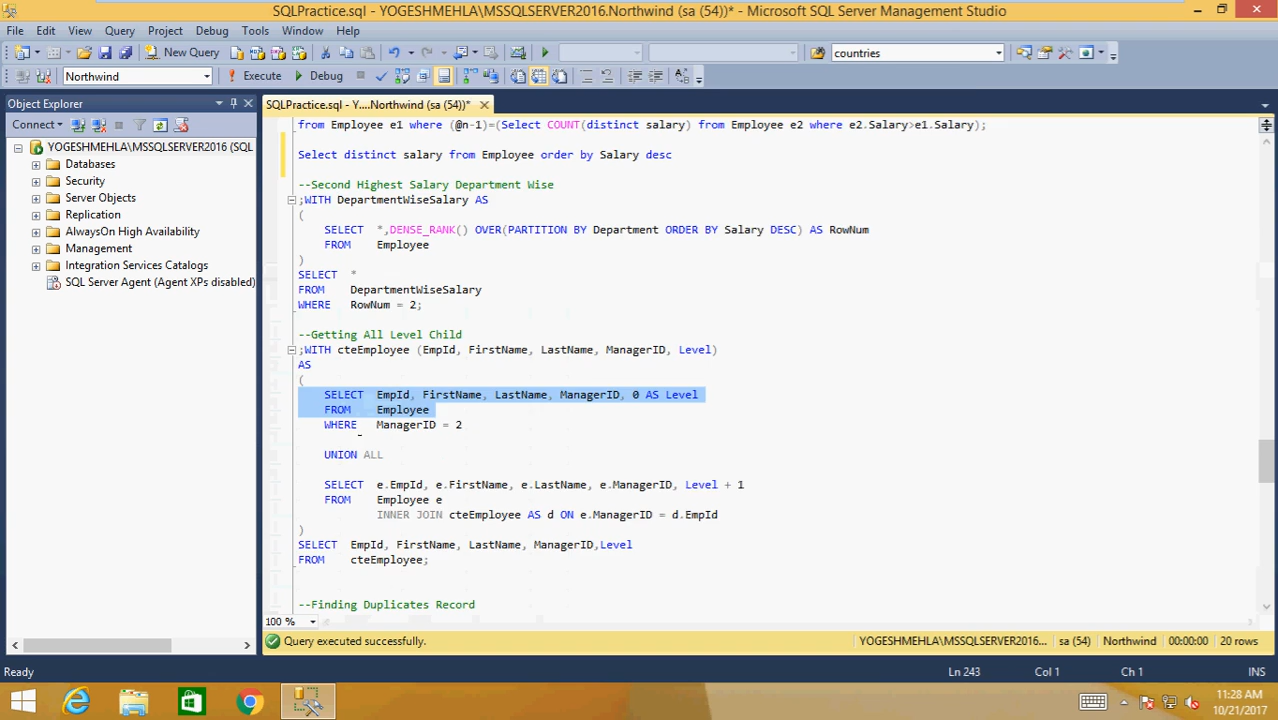 SQLPractice.sql - YOGESHMEHLA\MSSQLSERVER2016.Northwind (sa (54))* - Microsoft SQL Server Management Studio
File Edit View Query Project Debug Tools Window Help
New Query countries
Northwind Execute Debug
Object Explorer
SQLPractice.sql - Y....Northwind (sa (54))*
Connect
YOGESHMEHLA\MSSQLSERVER2016 (SQL
Databases
Security
Server Objects
Replication
AlwaysOn High Availability
Management
Integration Services Catalogs
SQL Server Agent (Agent XPs disabled)
from Employee e1 where (@n-1)=(Select COUNT(distinct salary) from Employee e2 where e2.Salary>e1.Salary);
Select distinct salary from Employee order by Salary desc
--Second Highest Salary Department Wise
;WITH DepartmentWiseSalary AS
(
SELECT *,DENSE_RANK() OVER(PARTITION BY Department ORDER BY Salary DESC) AS RowNum
FROM Employee
)
SELECT *
FROM DepartmentWiseSalary
WHERE RowNum = 2;
--Getting All Level Child
;WITH cteEmployee (EmpId, FirstName, LastName, ManagerID, Level)
AS
(
SELECT EmpId, FirstName, LastName, ManagerID, 0 AS Level
FROM Employee
WHERE ManagerID = 2
UNION ALL
SELECT e.EmpId, e.FirstName, e.LastName, e.ManagerID, Level + 1
FROM Employee e
INNER JOIN cteEmployee AS d ON e.ManagerID = d.EmpId
)
SELECT EmpId, FirstName, LastName, ManagerID,Level
FROM cteEmployee;
--Finding Duplicates Record
100 %
Query executed successfully. YOGESHMEHLA\MSSQLSERVER2016... sa (54) Northwind 00:00:00 20 rows
Ready Ln 243 Col 1 Ch 1 INS
11:28 AM
10/21/2017